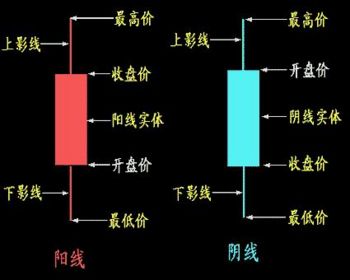 最高价
上影线
收盘价
阳线实体
开盘价
下影线
最低价
阳线
最高价
上影线
开盘价
阴线实体
收盘价
下影线
最低价
阴线